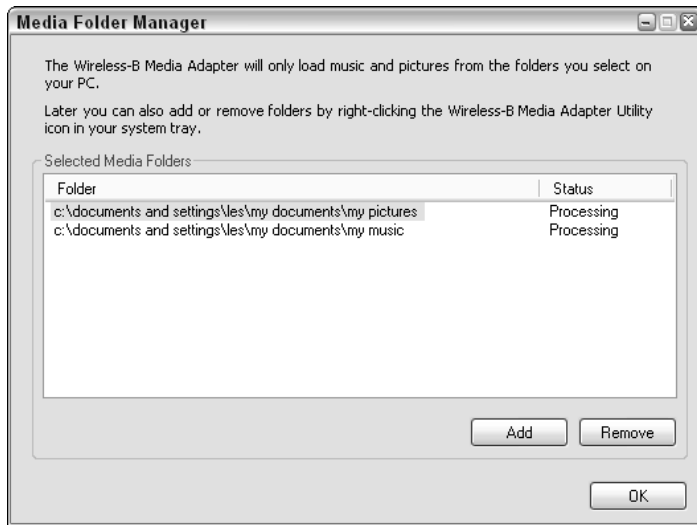 Media Folder Manager
The Wireless-B Media Adapter will only load music and pictures from the folders you select on
your PC.
Later you can also add or remove folders by right-clicking the Wireless-B Media Adapter Utility
icon in your system tray.
Selected Media Folders
Folder Status
c:\documents and settings\les\my documents\my pictures Processing
c:\documents and settings\les\my documents\my music Processing
Add Remove
OK